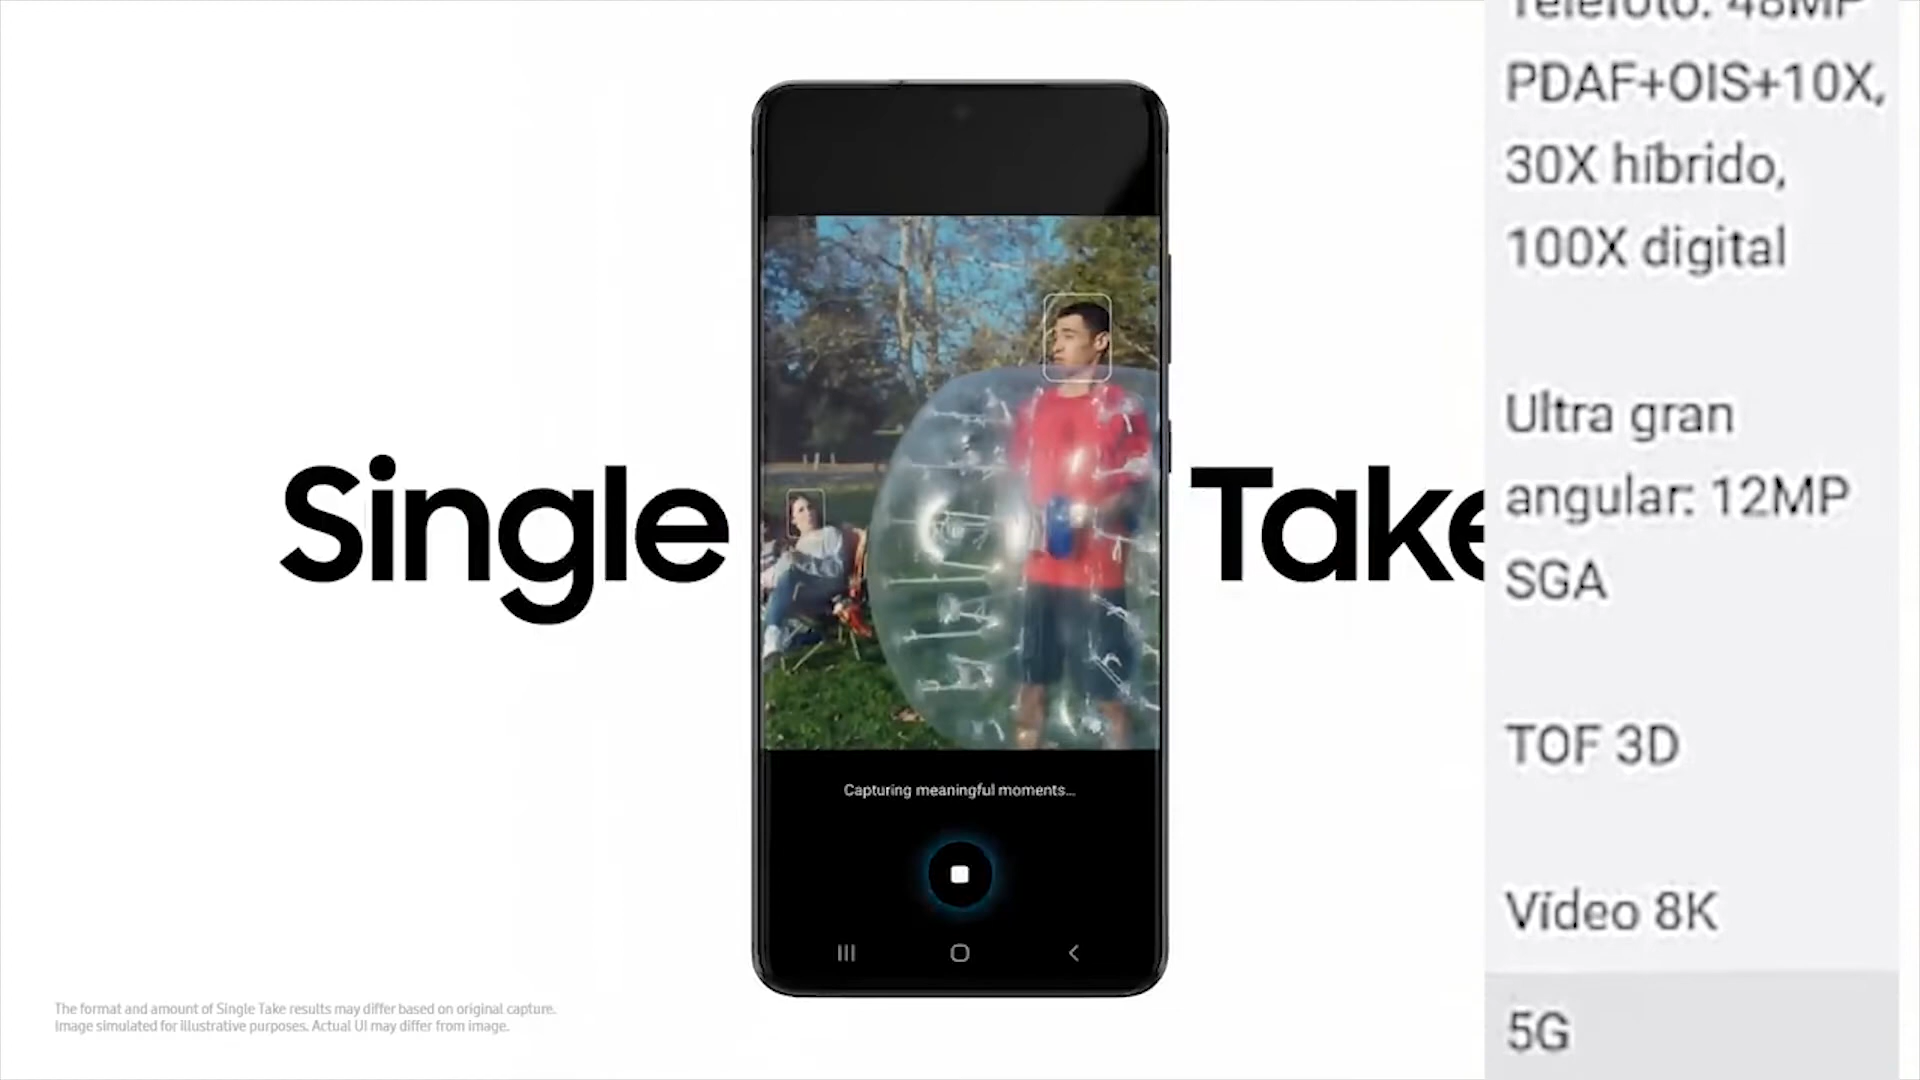 Single Take
Capturing meaningful moments...
The format and amount of Single Take results may differ based on original capture.
Image simulated for illustrative purposes. Actual UI may differ from image.
Telefoto: 48MP
PDAF+OIS+10X,
30X híbrido,
100X digital
Ultra gran
angular: 12MP
SGA
TOF 3D
Vídeo 8K
5G